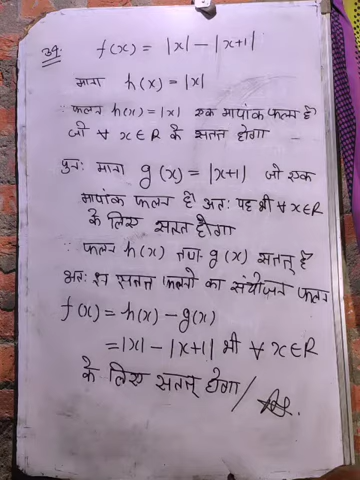 34. f(x) = |x| - |x+1|
माना h(x) = |x|
∵ फलन h(x) = |x| एक मापांक फलन है
जो ∀ x∈R के सतत होगा
पुनः माना g(x) = |x+1| जो एक
मापांक फलन है अतः यह भी ∀ x∈R
के लिए सतत होगा
∵ फलन h(x) तथा g(x) सतत् है
अतः इन सतत फलनों का संयोजन फलन
f(x) = h(x) - g(x)
= |x| - |x+1| भी ∀ x∈R
के लिए सतत् होगा /